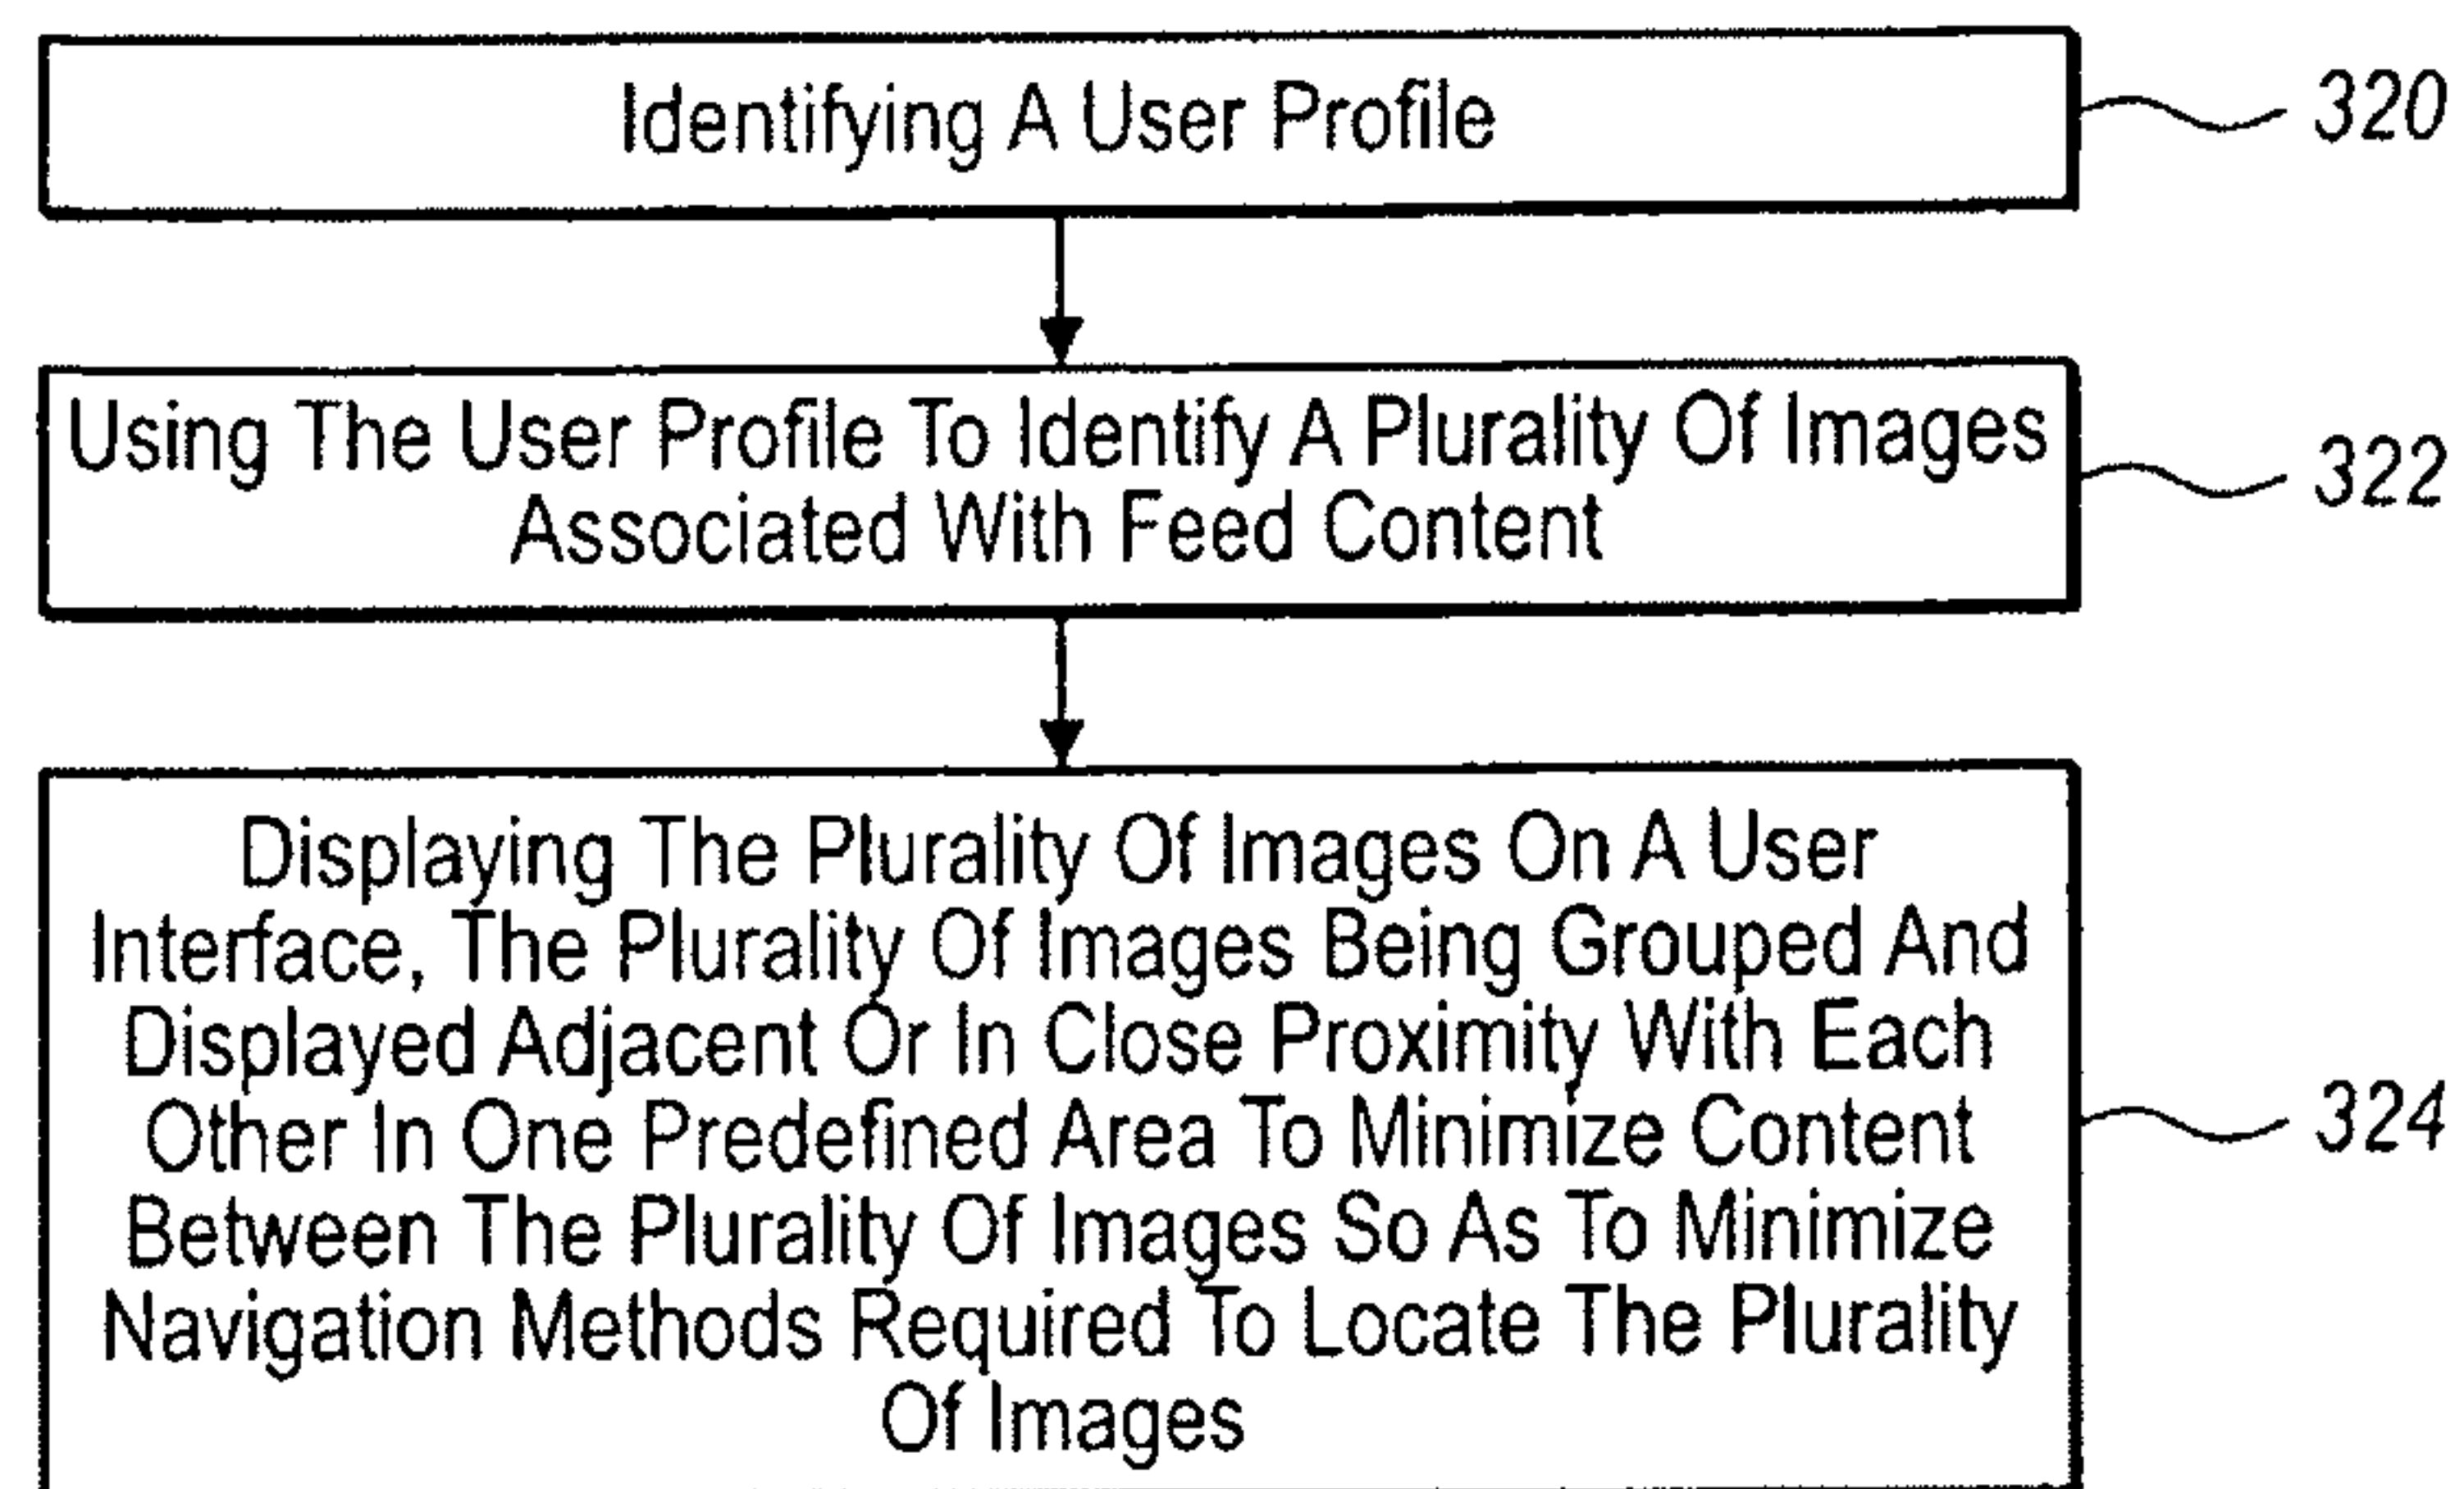 Identifying A User Profile
320
Using The User Profile To Identify A Plurality Of Images
Associated With Feed Content
322
Displaying The Plurality Of Images On A User
Interface, The Plurality Of Images Being Grouped And
Displayed Adjacent Or In Close Proximity With Each
Other In One Predefined Area To Minimize Content
Between The Plurality Of Images So As To Minimize
Navigation Methods Required To Locate The Plurality
Of Images
324